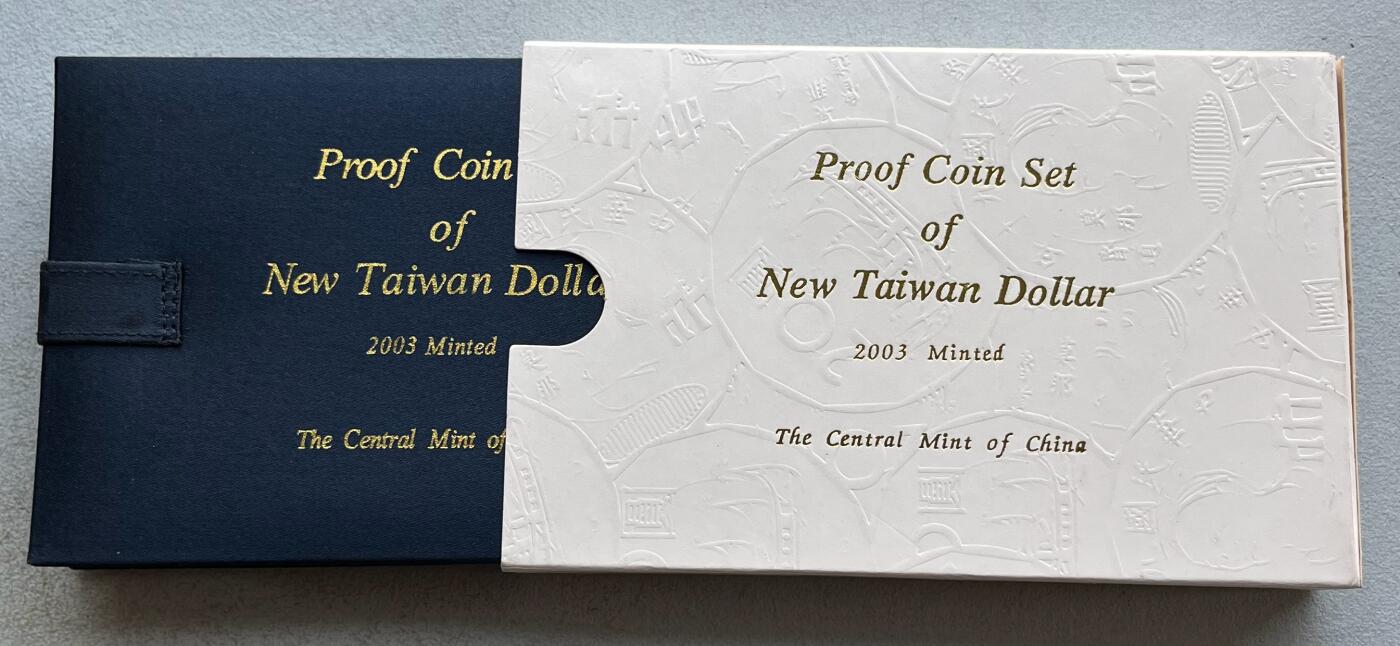 Proof Coin
of
New Taiwan Dolla
2003 Minted
The Central Mint of
Proof Coin Set
of
New Taiwan Dollar
2003 Minted
The Central Mint of China